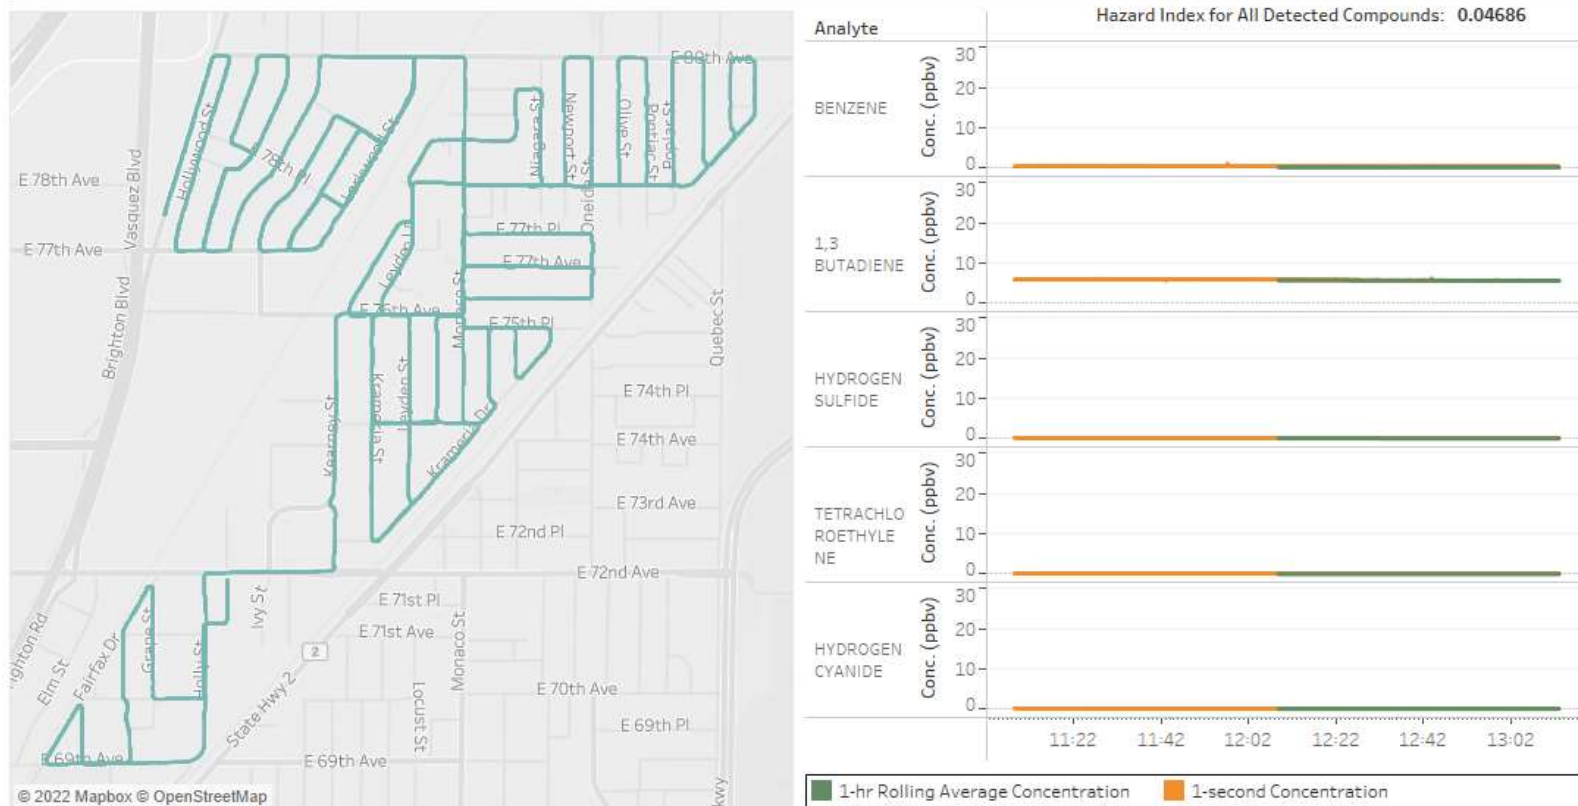 E 80th Ave
Hollywood St
E 78th Pl
Niagara St
Newport St
Olive St
Pontiac St
Poplar St
Oneida St
E 78th Ave
Vasquez Blvd
E 77th Ave
E 77th Pl
E 77th Ave
Leyden Ln
Monaco St
E 76th Ave
E 75th Pl
Brighton Blvd
Quebec St
Kearney St
Krameria St
Leyden St
Krameria Dr
E 74th Pl
E 74th Ave
E 73rd Ave
E 72nd Pl
E 72nd Ave
Ivy St
E 71st Pl
E 71st Ave
2
Monaco St
ighton Rd
Elm St
Fairfax Dr
Grape St
Holly St
State Hwy 2
Locust St
E 70th Ave
E 69th Pl
E 69th Ave
E 69th Ave
kwy
© 2022 Mapbox © OpenStreetMap
Analyte
Hazard Index for All Detected Compounds: 0.04686
BENZENE
Conc. (ppbv)
30
20
10
0
1,3
BUTADIENE
Conc. (ppbv)
30
20
10
0
HYDROGEN
SULFIDE
Conc. (ppbv)
30
20
10
0
TETRACHLO
ROETHYLE
NE
Conc. (ppbv)
30
20
10
0
HYDROGEN
CYANIDE
Conc. (ppbv)
30
20
10
0
11:22 11:42 12:02 12:22 12:42 13:02
1-hr Rolling Average Concentration 1-second Concentration